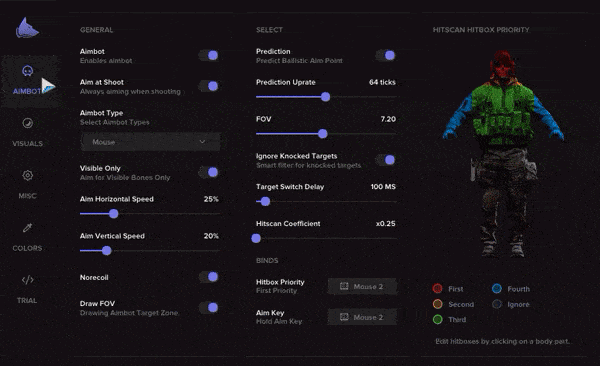 GENERAL
Aimbot
Enables aimbot
Aim at Shoot
Always aiming when shooting
Aimbot Type
Select Aimbot Types
Mouse
Visible Only
Aim for Visible Bones Only
Aim Horizontal Speed 25%
Aim Vertical Speed 20%
Norecoil
Draw FOV
Drawing Aimbot Target Zone.
AIMBOT
VISUALS
MISC
COLORS
TRIAL
SELECT
Prediction
Predict Ballistic Aim Point
Prediction Uprate 64 ticks
FOV 7.20
Ignore Knocked Targets
Smart filter for knocked targets
Target Switch Delay 100 MS
Hitscan Coefficient x0.25
BINDS
Hitbox Priority
First Priority
Mouse 2
Aim Key
Hold Aim Key
Mouse 2
HITSCAN HITBOX PRIORITY
First
Fourth
Second
Ignore
Third
Edit hitboxes by clicking on a body part..